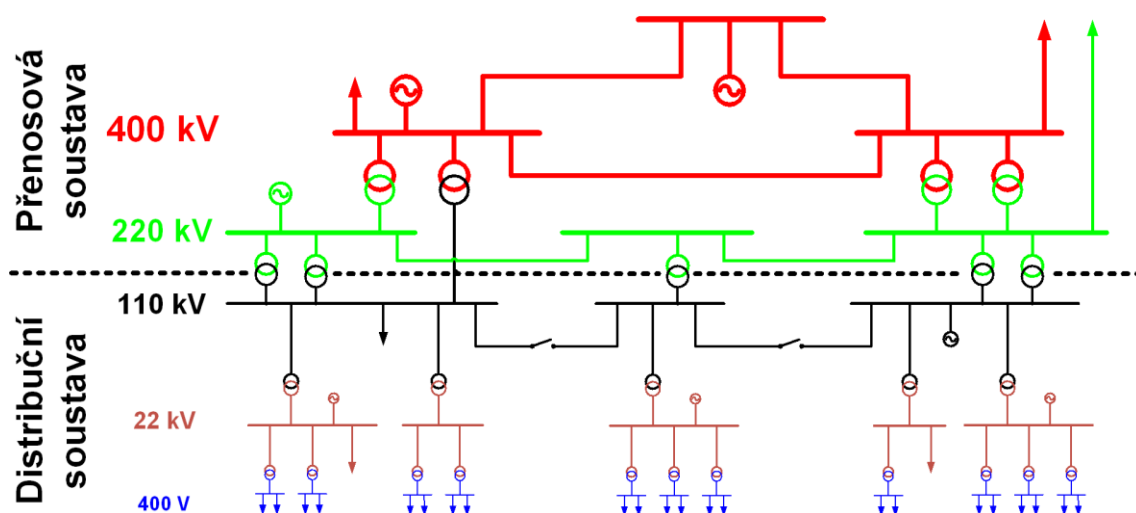 Přenosová
soustava
400 kV
220 kV
Distribuční
soustava
110 kV
22 kV
400 V